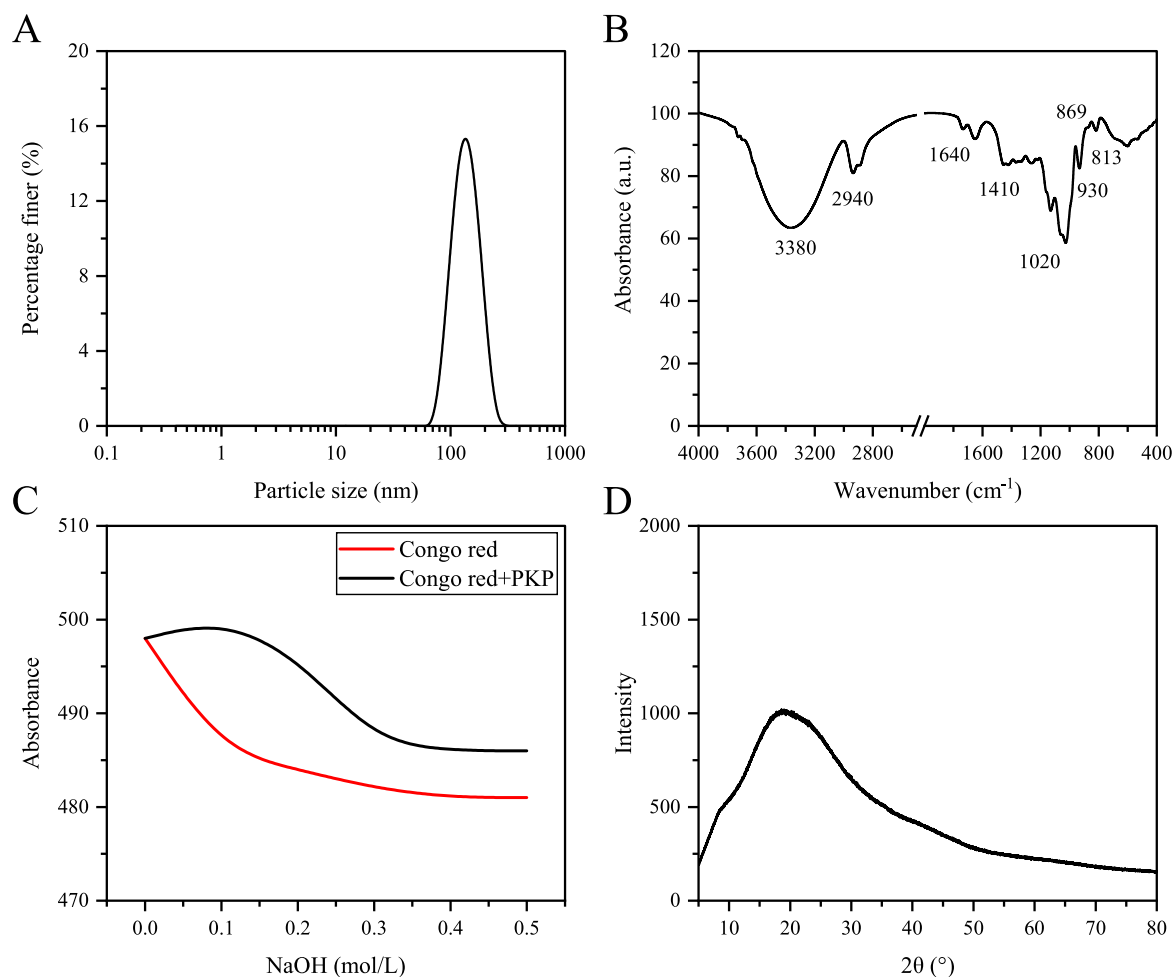 A
20
16
12
8
4
0
Percentage finer (%)
0.1 1 10 100 1000
Particle size (nm)
B
120
100
80
60
40
20
0
Absorbance (a.u.)
3380
2940
1640
1410
1020
869
813
930
4000 3600 3200 2800 1600 1200 800 400
Wavenumber (cm⁻¹)
C
510
500
490
480
470
Absorbance
Congo red
Congo red+PKP
0.0 0.1 0.2 0.3 0.4 0.5
NaOH (mol/L)
D
2000
1500
1000
500
0
Intensity
10 20 30 40 50 60 70 80
2θ (°)